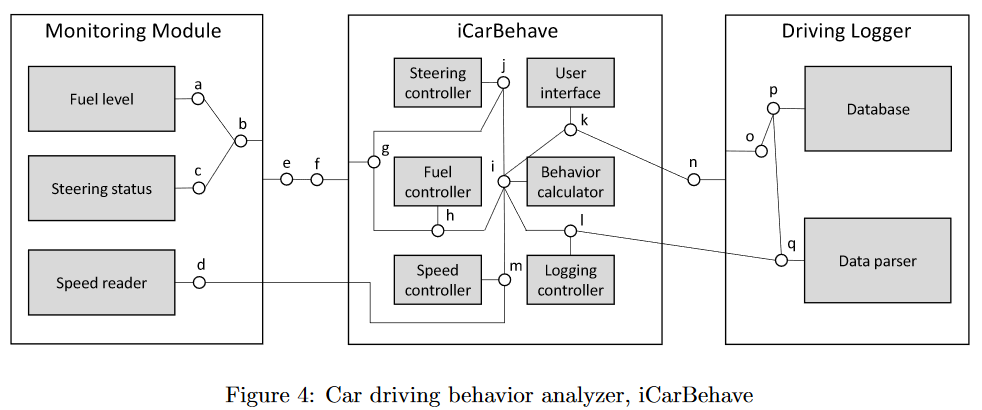 Monitoring Module
Fuel level
a
b
Steering status
c
Speed reader
d
e
f
iCarBehave
Steering
controller
j
User
interface
k
g
Fuel
controller
h
i
Behavior
calculator
l
Speed
controller
m
Logging
controller
n
Driving Logger
o
p
Database
q
Data parser
Figure 4: Car driving behavior analyzer, iCarBehave